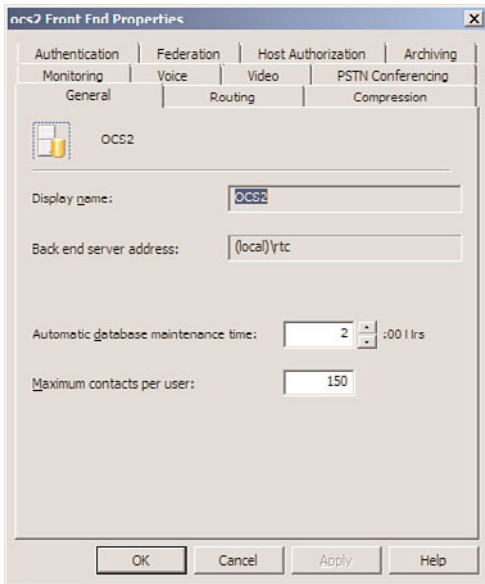 ocs2 Front End Properties
Authentication Federation Host Authorization Archiving
Monitoring Voice Video PSTN Conferencing
General Routing Compression
OCS2
Display name: OCS2
Back end server address: (local)\rtc
Automatic database maintenance time: 2 :00 Hrs
Maximum contacts per user: 150
OK Cancel Apply Help